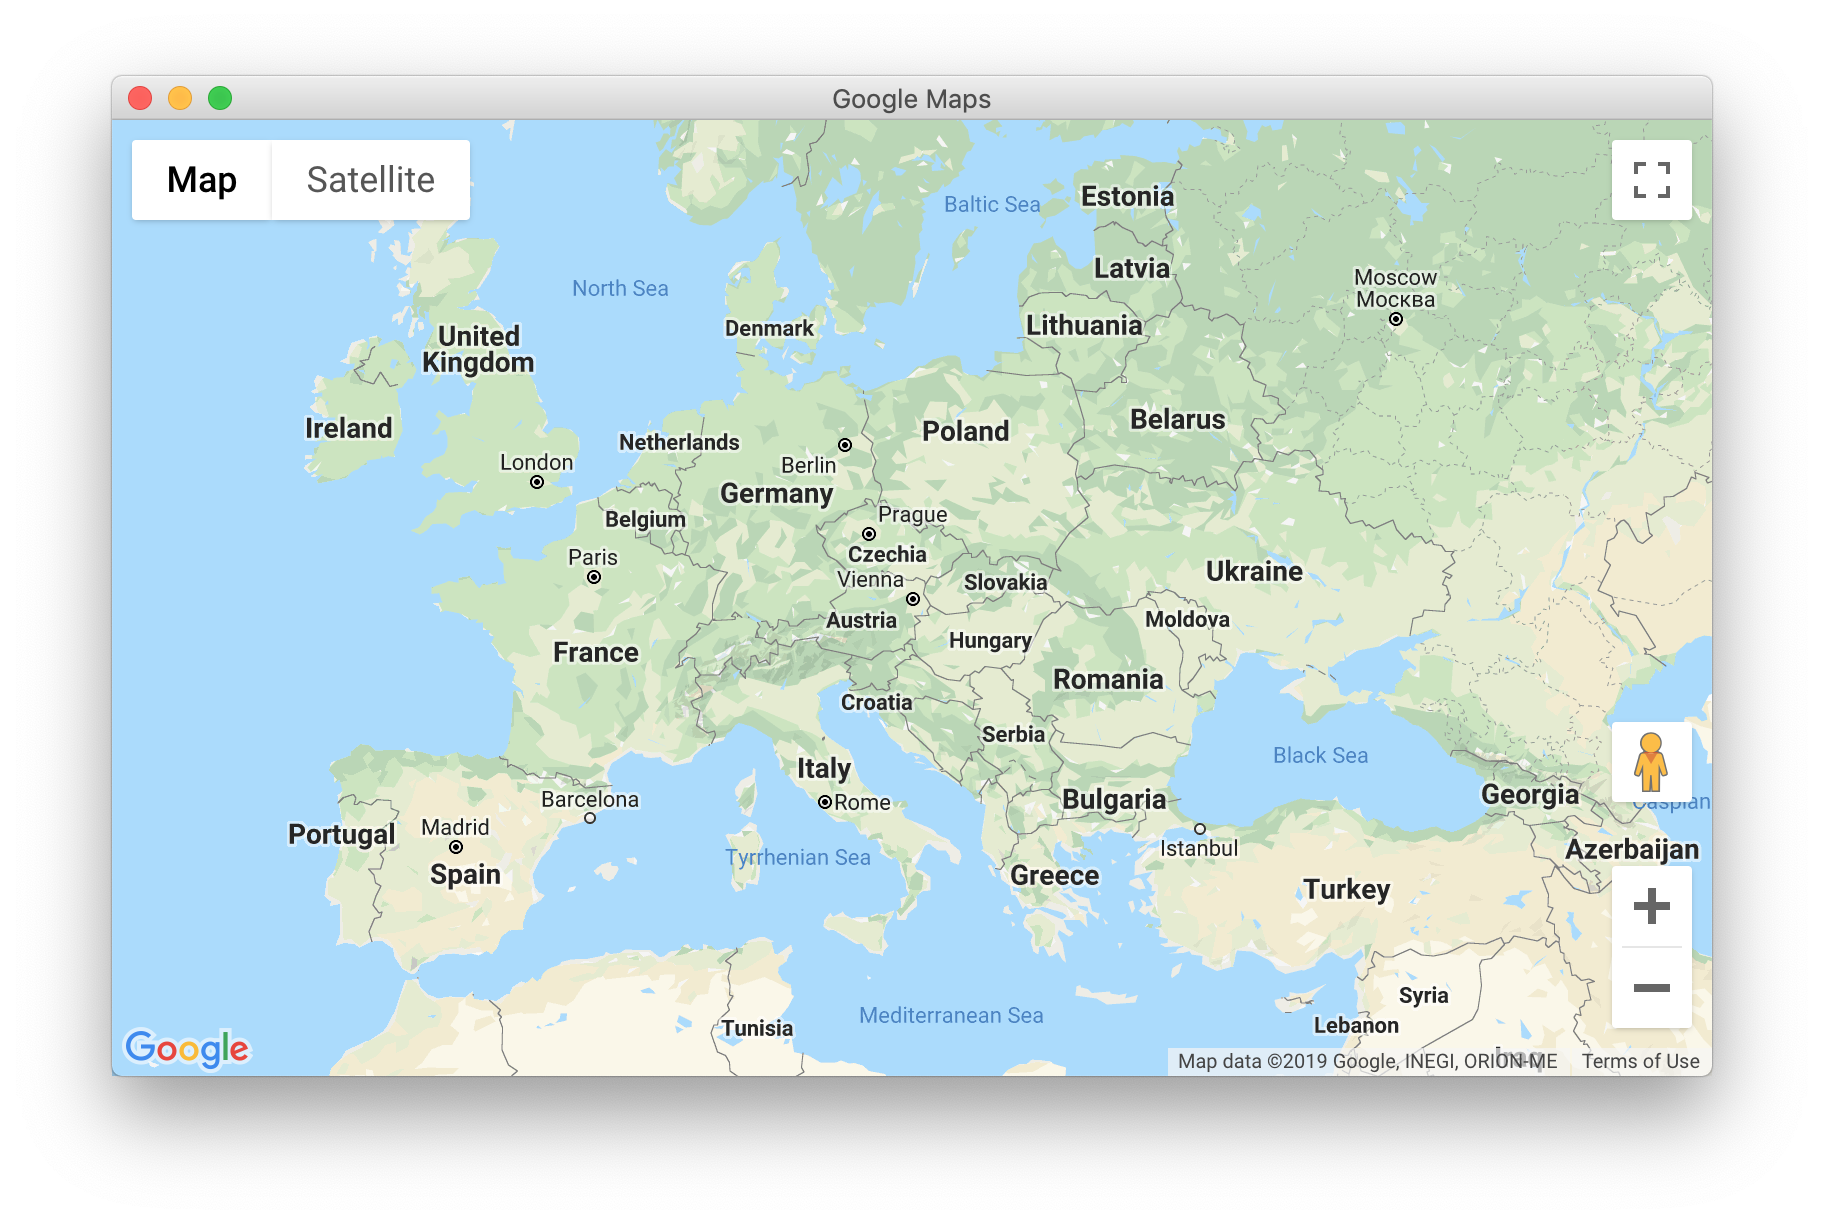 Google Maps
Map
Satellite
Estonia
Baltic Sea
Latvia
Moscow
Москва
North Sea
Denmark
Lithuania
United
Kingdom
Ireland
Netherlands
Poland
Belarus
London
Berlin
Germany
Belgium
Prague
Czechia
Paris
Vienna
Slovakia
Ukraine
Austria
Moldova
Hungary
France
Romania
Croatia
Serbia
Black Sea
Italy
Rome
Barcelona
Bulgaria
Georgia
Caspian
Portugal
Madrid
Spain
Tyrrhenian Sea
Istanbul
Azerbaijan
Greece
Turkey
Syria
Mediterranean Sea
Lebanon
Tunisia
Iraq
Google
Map data ©2019 Google, INEGI, ORION-ME
Terms of Use